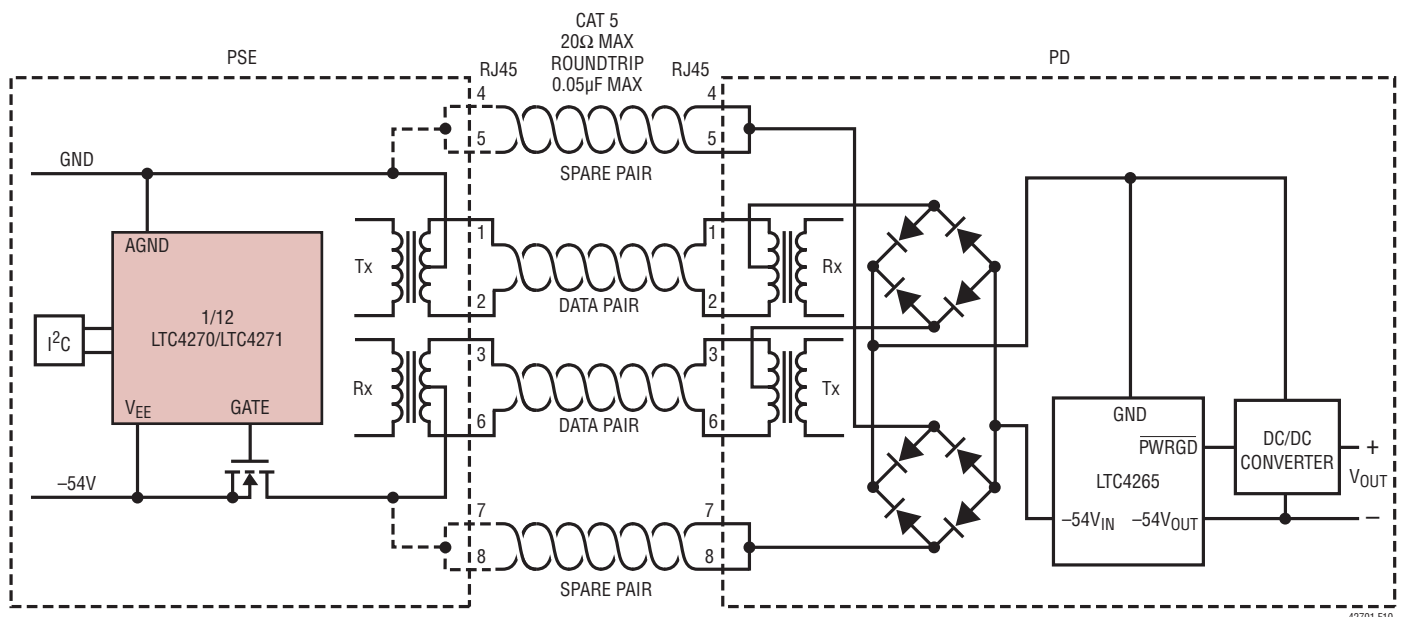 CAT 5
20Ω MAX
ROUNDTRIP
0.05µF MAX
PSE
RJ45
RJ45
PD
4
5
4
5
SPARE PAIR
GND
AGND
1/12
LTC4270/LTC4271
I²C
VEE
GATE
–54V
Tx
1
2
DATA PAIR
1
2
Rx
Rx
3
6
DATA PAIR
3
6
Tx
7
8
SPARE PAIR
7
8
GND
PWRGD
LTC4265
–54VIN
–54VOUT
DC/DC
CONVERTER
+
VOUT
–